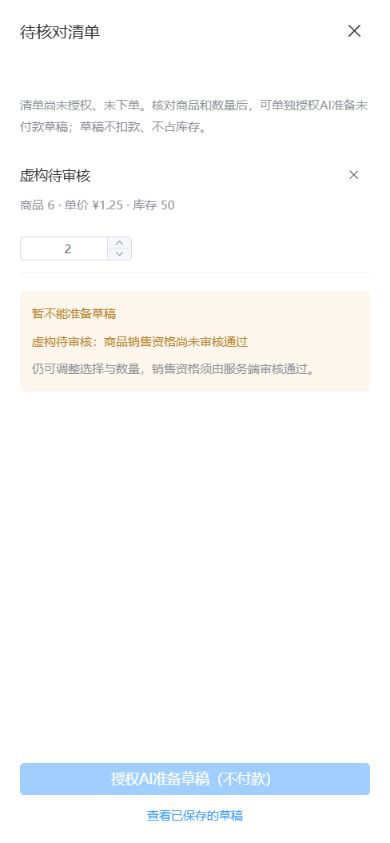 待核对清单
清单尚未授权、未下单。核对商品和数量后，可单独授权AI准备未
付款草稿；草稿不扣款、不占库存。
虚构待审核
商品 6 · 单价 ¥1.25 · 库存 50
2
暂不能准备草稿
虚构待审核：商品销售资格尚未审核通过
仍可调整选择与数量，销售资格须由服务端审核通过。
授权AI准备草稿（不付款）
查看已保存的草稿